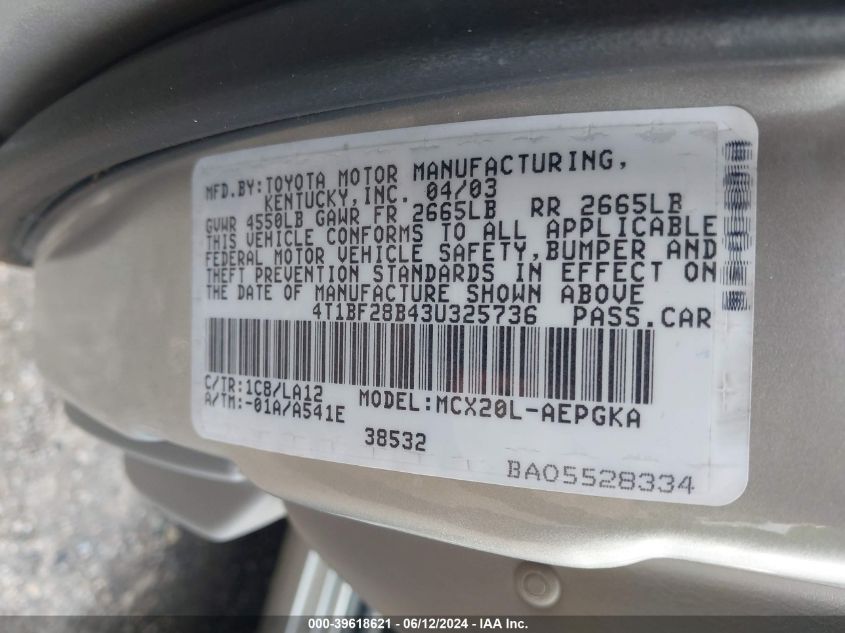 MFD.BY:TOYOTA MOTOR MANUFACTURING,
KENTUCKY,INC. 04/03
GVWR 4550LB GAWR FR 2665LB RR 2665LB
THIS VEHICLE CONFORMS TO ALL APPLICABLE
FEDERAL MOTOR VEHICLE SAFETY,BUMPER AND
THEFT PREVENTION STANDARDS IN EFFECT ON
THE DATE OF MANUFACTURE SHOWN ABOVE
4T1BF28B43U325736 PASS.CAR
C/TR:1C8/LA12
A/TM:-01A/A541E MODEL:MCX20L-AEPGKA
38532
BA05528334
000-39618621 - 06/12/2024 - IAA Inc.